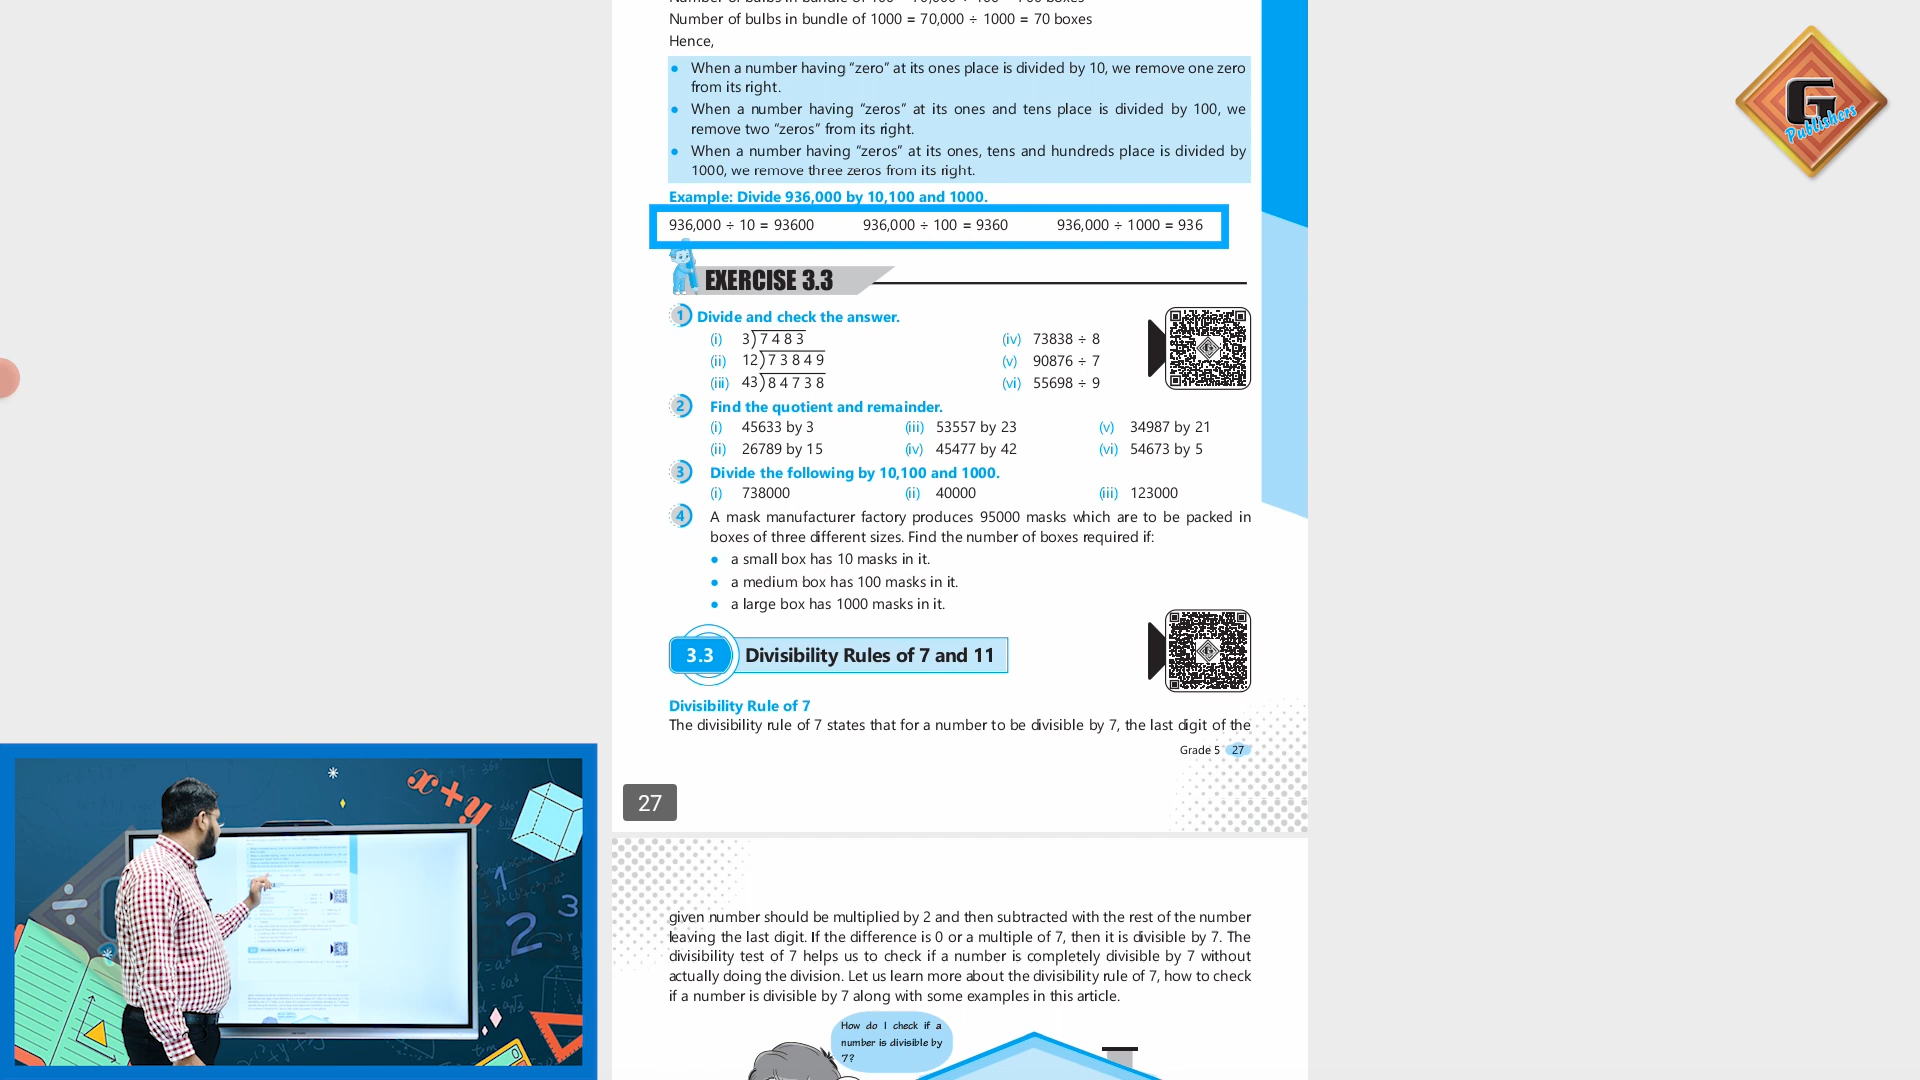 Number of bulbs in bundle of 1000 = 70,000 ÷ 1000 = 70 boxes
Hence,
• When a number having “zero” at its ones place is divided by 10, we remove one zero
from its right.
• When a number having “zeros” at its ones and tens place is divided by 100, we
remove two “zeros” from its right.
• When a number having “zeros” at its ones, tens and hundreds place is divided by
1000, we remove three zeros from its right.
Example: Divide 936,000 by 10,100 and 1000.
936,000 ÷ 10 = 93600 936,000 ÷ 100 = 9360 936,000 ÷ 1000 = 936
EXERCISE 3.3
1 Divide and check the answer.
(i) 3)7 4 8 3 (iv) 73838 ÷ 8
(ii) 12)7 3 8 4 9 (v) 90876 ÷ 7
(iii) 43)8 4 7 3 8 (vi) 55698 ÷ 9
2 Find the quotient and remainder.
(i) 45633 by 3 (iii) 53557 by 23 (v) 34987 by 21
(ii) 26789 by 15 (iv) 45477 by 42 (vi) 54673 by 5
3 Divide the following by 10,100 and 1000.
(i) 738000 (ii) 40000 (iii) 123000
4 A mask manufacturer factory produces 95000 masks which are to be packed in
boxes of three different sizes. Find the number of boxes required if:
• a small box has 10 masks in it.
• a medium box has 100 masks in it.
• a large box has 1000 masks in it.
3.3 Divisibility Rules of 7 and 11
Divisibility Rule of 7
The divisibility rule of 7 states that for a number to be divisible by 7, the last digit of the
Grade 5 27
27
given number should be multiplied by 2 and then subtracted with the rest of the number
leaving the last digit. If the difference is 0 or a multiple of 7, then it is divisible by 7. The
divisibility test of 7 helps us to check if a number is completely divisible by 7 without
actually doing the division. Let us learn more about the divisibility rule of 7, how to check
if a number is divisible by 7 along with some examples in this article.
How do I check if a
number is divisible by
7?
G
Publishers
x+y
÷
1
2
3